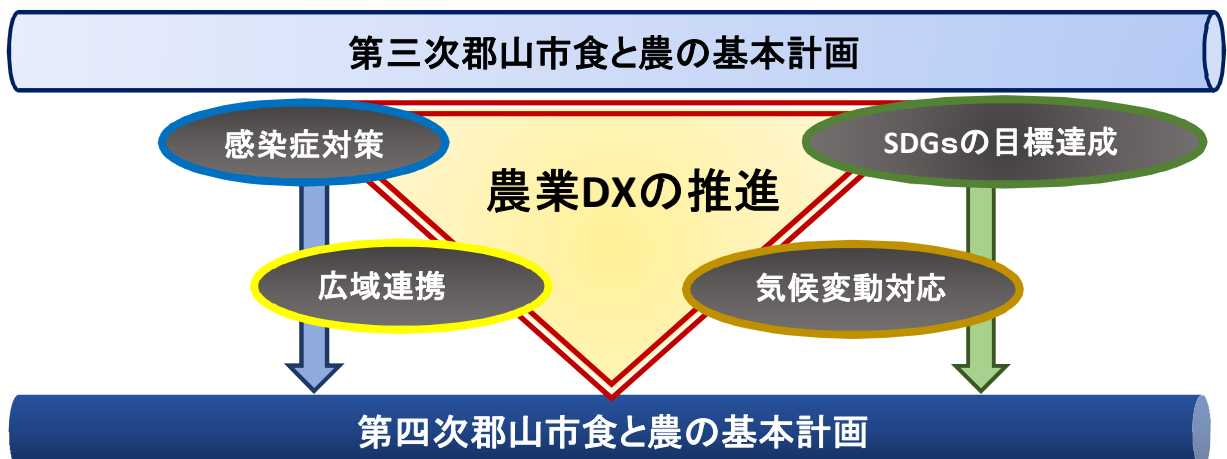 第三次郡山市食と農の基本計画
感染症対策
SDGsの目標達成
農業DXの推進
広域連携
気候変動対応
第四次郡山市食と農の基本計画